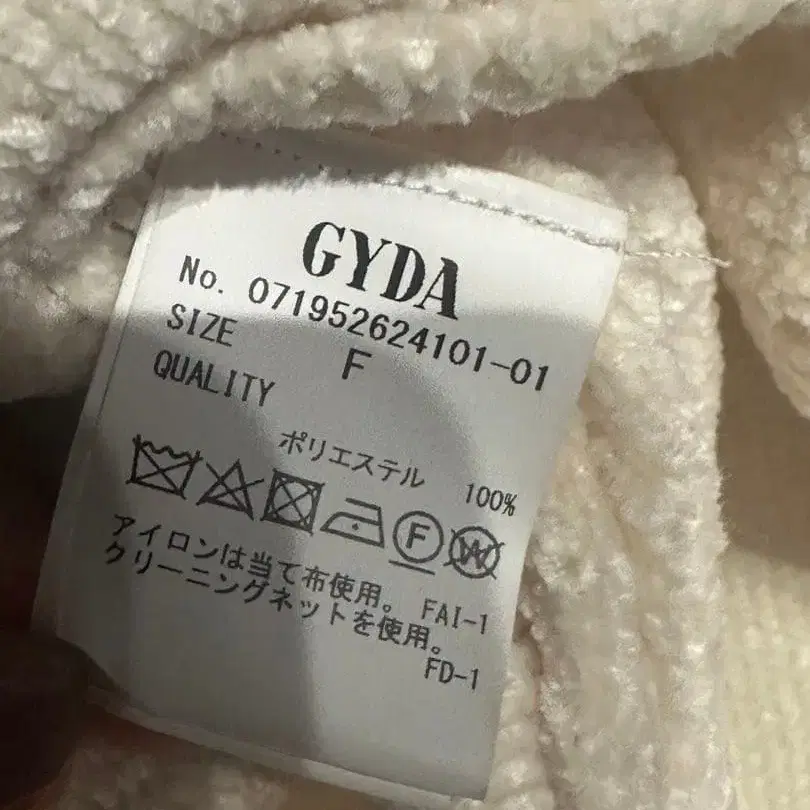 GYDA
No. 071952624101-01
SIZE F
QUALITY
ポリエステル 100%
F W
アイロンは当て布使用。 FAI-1
クリーニングネットを使用。
FD-1